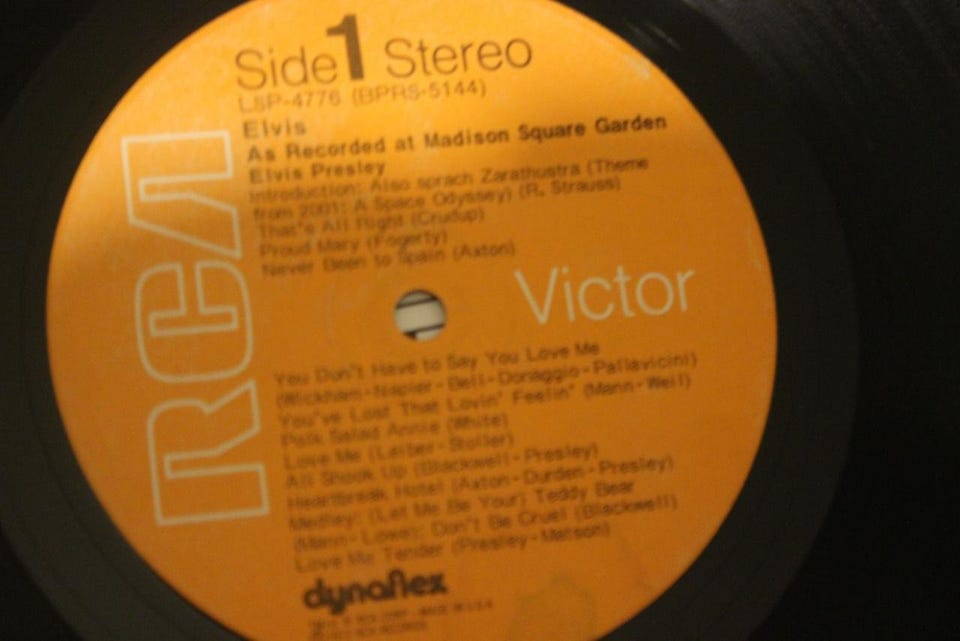 Side 1 Stereo
LSP-4776 (BPRS-5144)
Elvis
As Recorded at Madison Square Garden
Elvis Presley
Introduction: Also sprach Zarathustra (Theme
from 2001: A Space Odyssey) (R. Strauss)
That's All Right (Crudup)
Proud Mary (Fogerty)
Never Been to Spain (Axton)
RCA
Victor
You Don't Have to Say You Love Me
(Wickham-Napier-Bell-Donaggio-Pallavicini)
You've Lost That Lovin' Feelin' (Mann-Weil)
Polk Salad Annie (White)
Love Me (Leiber-Stoller)
All Shook Up (Blackwell-Presley)
Heartbreak Hotel (Axton-Durden-Presley)
Medley: (Let Me Be Your) Teddy Bear
(Mann-Lowe); Don't Be Cruel (Blackwell)
Love Me Tender (Presley-Matson)
dynaflex